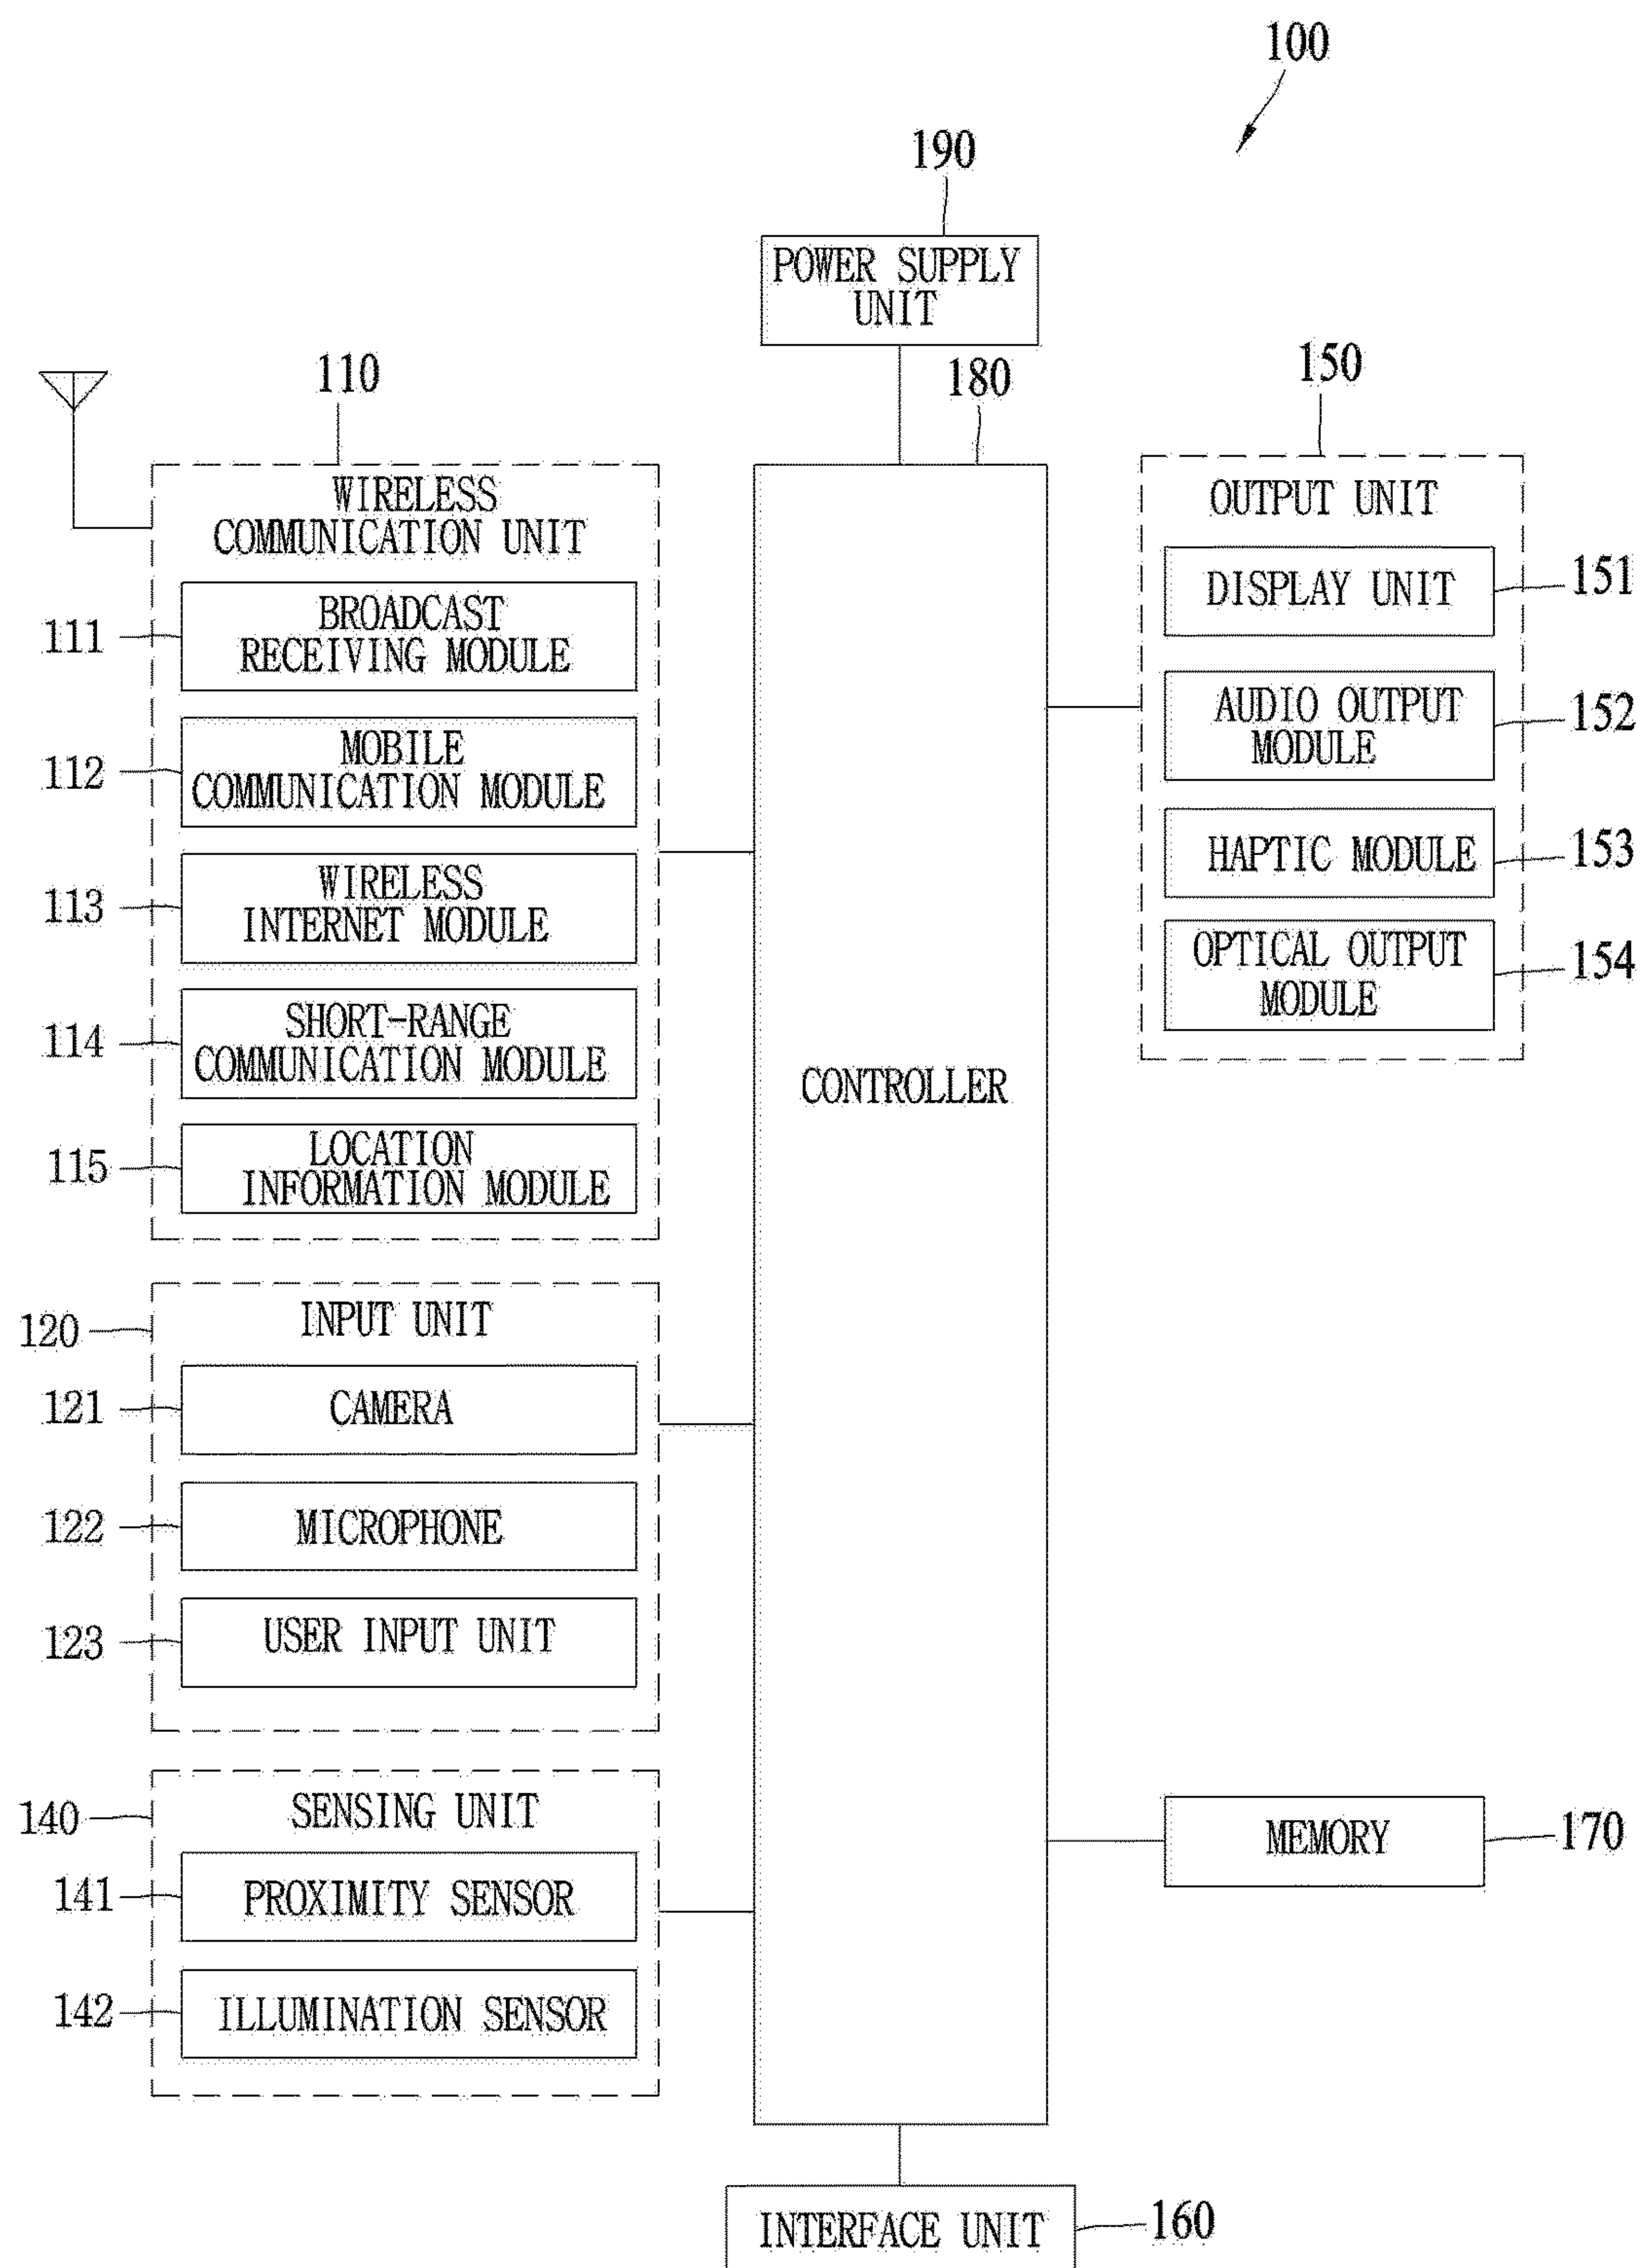 100
190
POWER SUPPLY
UNIT
110
180
150
WIRELESS
COMMUNICATION UNIT
111
BROADCAST
RECEIVING MODULE
112
MOBILE
COMMUNICATION MODULE
113
WIRELESS
INTERNET MODULE
114
SHORT-RANGE
COMMUNICATION MODULE
115
LOCATION
INFORMATION MODULE
120
INPUT UNIT
121
CAMERA
122
MICROPHONE
123
USER INPUT UNIT
140
SENSING UNIT
141
PROXIMITY SENSOR
142
ILLUMINATION SENSOR
CONTROLLER
OUTPUT UNIT
DISPLAY UNIT
151
AUDIO OUTPUT
MODULE
152
HAPTIC MODULE
153
OPTICAL OUTPUT
MODULE
154
MEMORY
170
INTERFACE UNIT
160